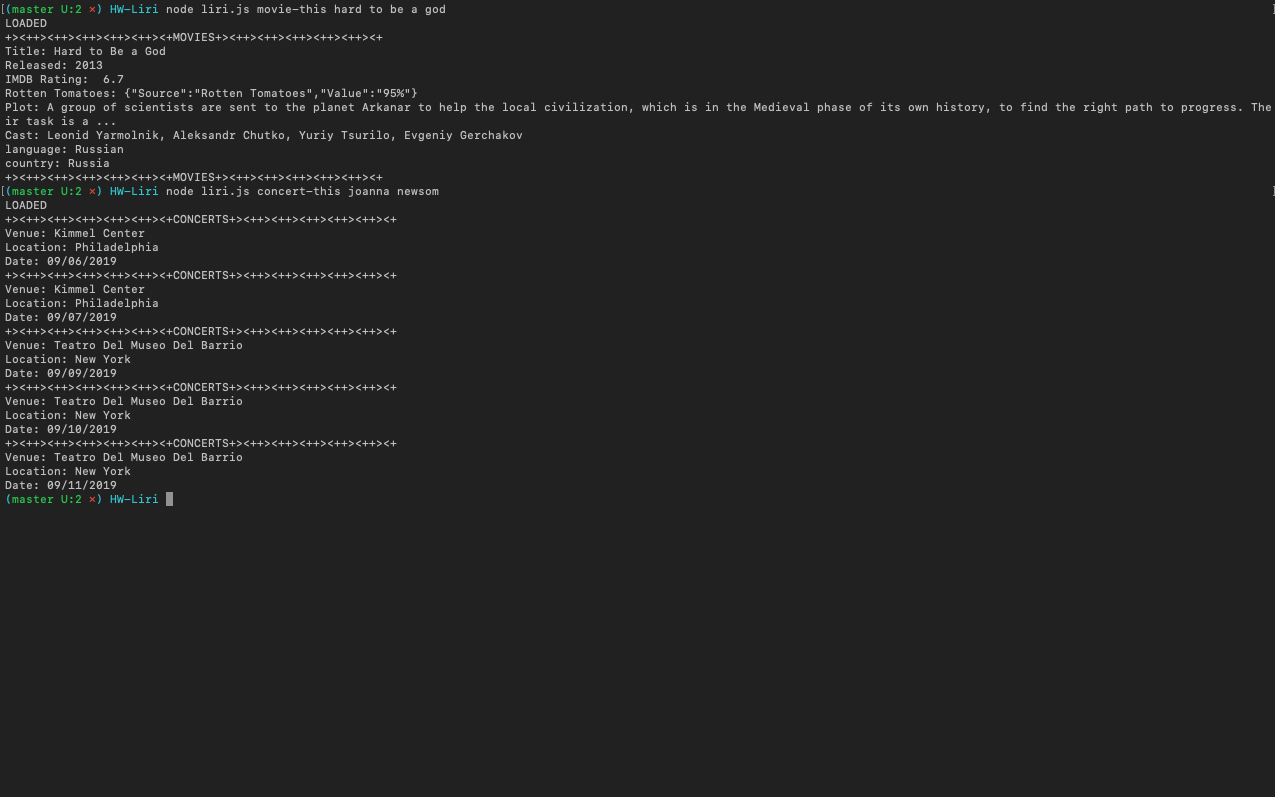 [(master U:2 ×) HW-Liri node liri.js movie-this hard to be a god ]
LOADED
+><++><++><++><++><++><+MOVIES+><++><++><++><++><++><+
Title: Hard to Be a God
Released: 2013
IMDB Rating:  6.7
Rotten Tomatoes: {"Source":"Rotten Tomatoes","Value":"95%"}
Plot: A group of scientists are sent to the planet Arkanar to help the local civilization, which is in the Medieval phase of its own history, to find the right path to progress. The
ir task is a ...
Cast: Leonid Yarmolnik, Aleksandr Chutko, Yuriy Tsurilo, Evgeniy Gerchakov
language: Russian
country: Russia
+><++><++><++><++><++><+MOVIES+><++><++><++><++><++><+
[(master U:2 ×) HW-Liri node liri.js concert-this joanna newsom ]
LOADED
+><++><++><++><++><++><+CONCERTS+><++><++><++><++><++><+
Venue: Kimmel Center
Location: Philadelphia
Date: 09/06/2019
+><++><++><++><++><++><+CONCERTS+><++><++><++><++><++><+
Venue: Kimmel Center
Location: Philadelphia
Date: 09/07/2019
+><++><++><++><++><++><+CONCERTS+><++><++><++><++><++><+
Venue: Teatro Del Museo Del Barrio
Location: New York
Date: 09/09/2019
+><++><++><++><++><++><+CONCERTS+><++><++><++><++><++><+
Venue: Teatro Del Museo Del Barrio
Location: New York
Date: 09/10/2019
+><++><++><++><++><++><+CONCERTS+><++><++><++><++><++><+
Venue: Teatro Del Museo Del Barrio
Location: New York
Date: 09/11/2019
(master U:2 ×) HW-Liri